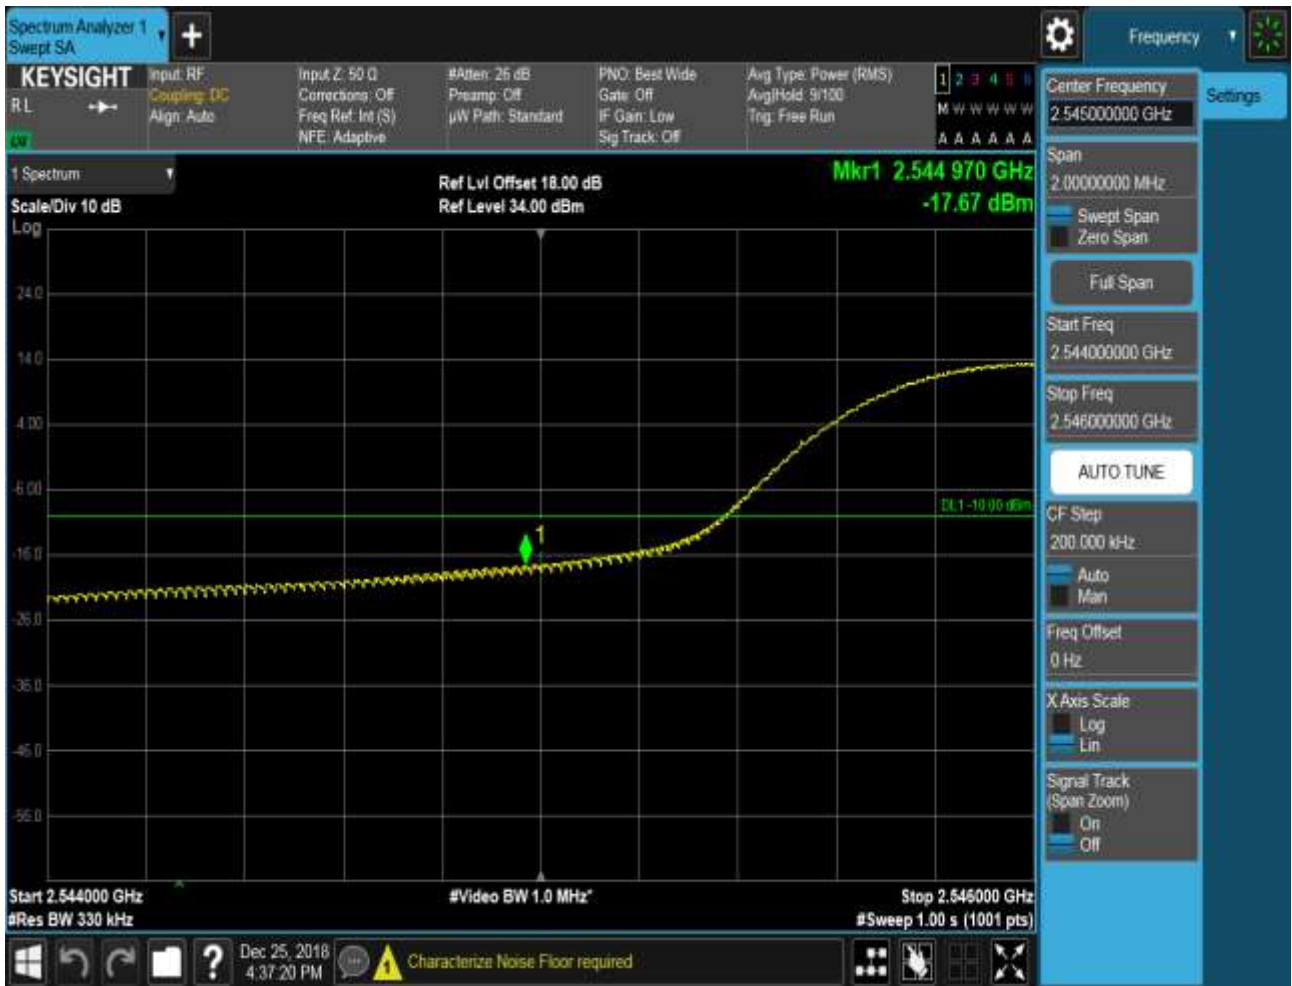 Spectrum Analyzer 1
Swept SA
+
Frequency
KEYSIGHT
RL
Input: RF
Coupling: DC
Align: Auto
Input Z: 50 Ω
Corrections: Off
Freq Ref: Int (S)
NFE: Adaptive
#Atten: 26 dB
Preamp: Off
µW Path: Standard
PNO: Best Wide
Gate: Off
IF Gain: Low
Sig Track: Off
Avg Type: Power (RMS)
Avg|Hold: 9/100
Trig: Free Run
1 2 3 4 5 6
M W W W W W
A A A A A A
1 Spectrum
Scale/Div 10 dB
Log
Ref Lvl Offset 18.00 dB
Ref Level 34.00 dBm
Mkr1 2.544 970 GHz
-17.67 dBm
24.0
14.0
4.00
-6.00
-16.0
-26.0
-36.0
-46.0
-56.0
DL1 -10.00 dBm
1
Start 2.544000 GHz
#Res BW 330 kHz
#Video BW 1.0 MHz*
Stop 2.546000 GHz
#Sweep 1.00 s (1001 pts)
Center Frequency
2.545000000 GHz
Settings
Span
2.00000000 MHz
Swept Span
Zero Span
Full Span
Start Freq
2.544000000 GHz
Stop Freq
2.546000000 GHz
AUTO TUNE
CF Step
200.000 kHz
Auto
Man
Freq Offset
0 Hz
X Axis Scale
Log
Lin
Signal Track
(Span Zoom)
On
Off
?
Dec 25, 2018
4:37:20 PM
1
Characterize Noise Floor required